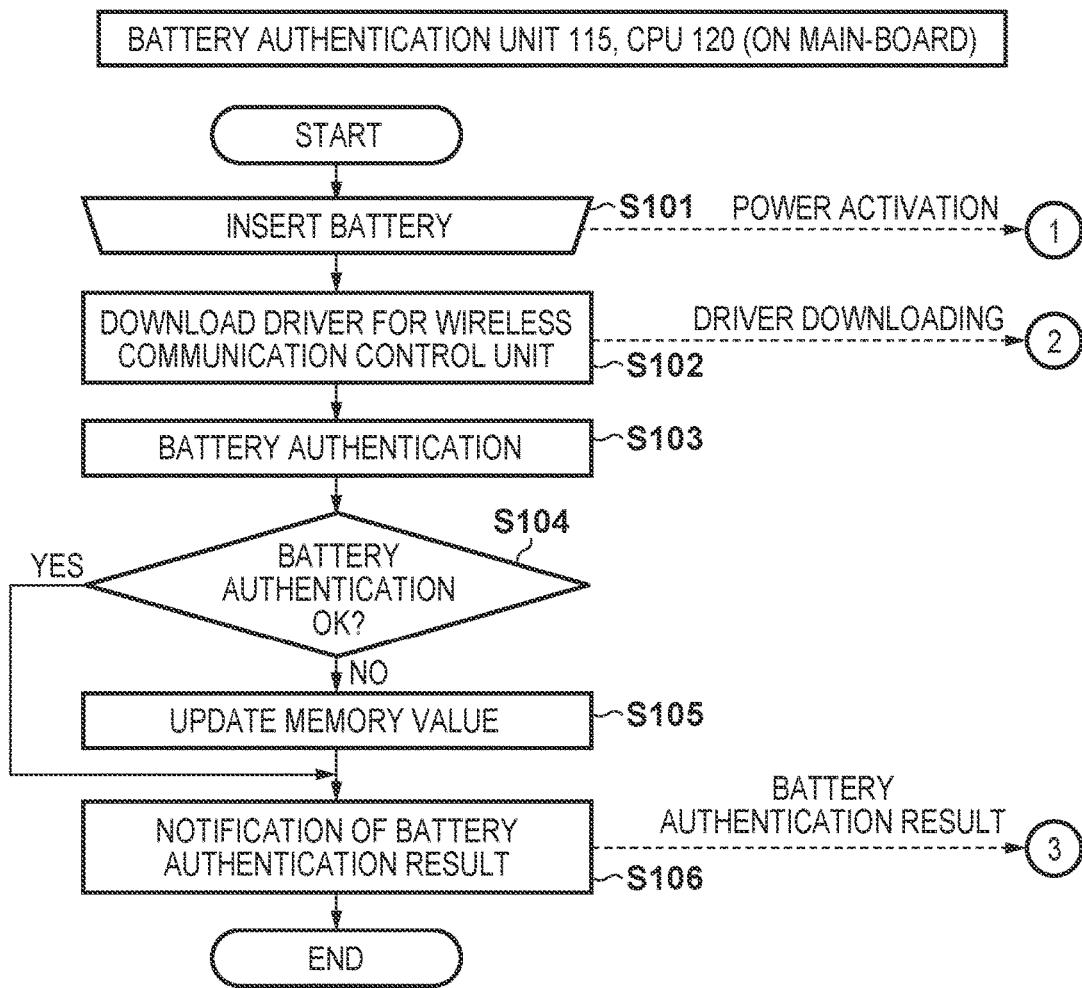 BATTERY AUTHENTICATION UNIT 115, CPU 120 (ON MAIN-BOARD)
START
INSERT BATTERY
S101
POWER ACTIVATION
1
DOWNLOAD DRIVER FOR WIRELESS
COMMUNICATION CONTROL UNIT
S102
DRIVER DOWNLOADING
2
BATTERY AUTHENTICATION
S103
S104
YES
BATTERY
AUTHENTICATION
OK?
NO
UPDATE MEMORY VALUE
S105
NOTIFICATION OF BATTERY
AUTHENTICATION RESULT
S106
BATTERY
AUTHENTICATION RESULT
3
END